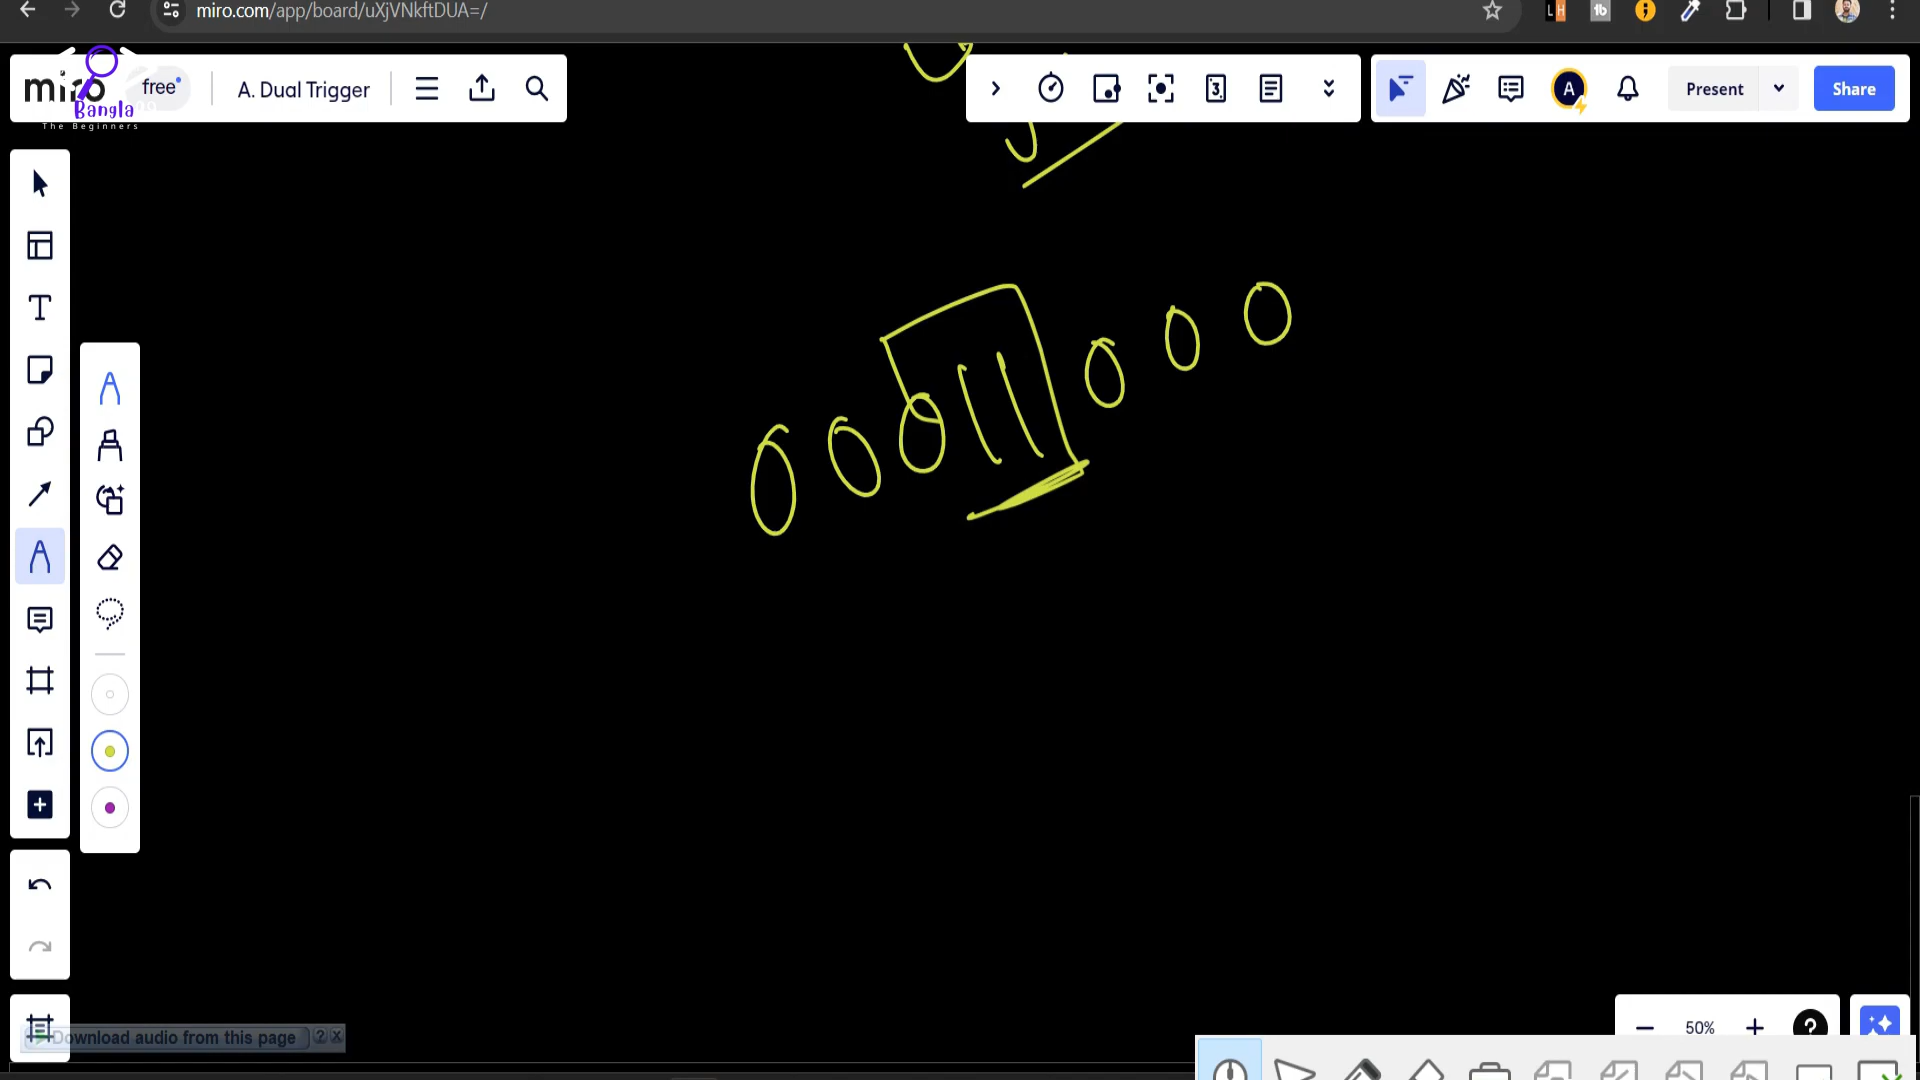 miro.com/app/board/uXjVNkftDUA=/
miro
free
A. Dual Trigger
A
Present
Share
Bangla
The Beginners
00011000
50%
Download audio from this page